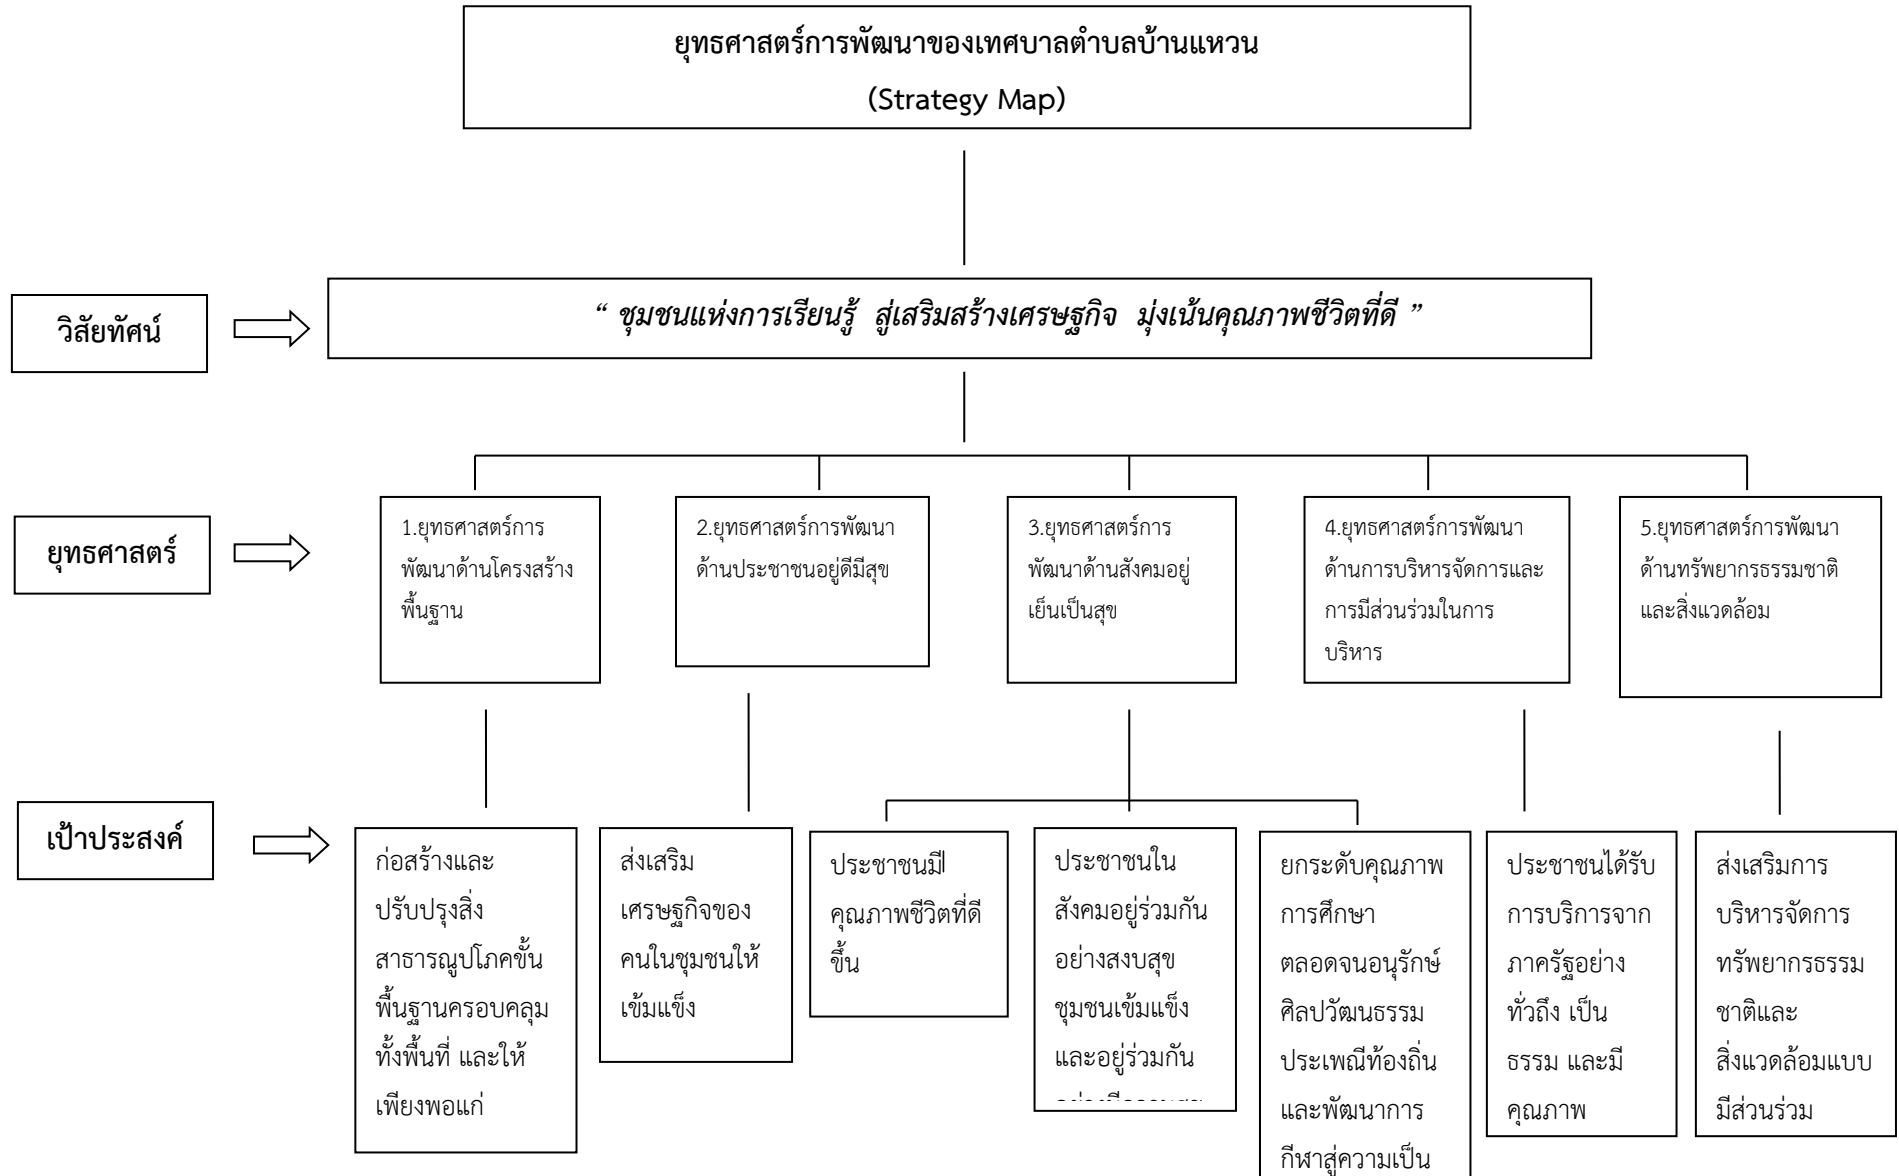 ยุทธศาสตร์การพัฒนาของเทศบาลตำบลบ้านแหวน
(Strategy Map)
วิสัยทัศน์
“ ชุมชนแห่งการเรียนรู้ สู่เสริมสร้างเศรษฐกิจ มุ่งเน้นคุณภาพชีวิตที่ดี ”
ยุทธศาสตร์
1.ยุทธศาสตร์การ
พัฒนาด้านโครงสร้าง
พื้นฐาน
2.ยุทธศาสตร์การพัฒนา
ด้านประชาชนอยู่ดีมีสุข
3.ยุทธศาสตร์การ
พัฒนาด้านสังคมอยู่
เย็นเป็นสุข
4.ยุทธศาสตร์การพัฒนา
ด้านการบริหารจัดการและ
การมีส่วนร่วมในการ
บริหาร
5.ยุทธศาสตร์การพัฒนา
ด้านทรัพยากรธรรมชาติ
และสิ่งแวดล้อม
เป้าประสงค์
ก่อสร้างและ
ปรับปรุงสิ่ง
สาธารณูปโภคขั้น
พื้นฐานครอบคลุม
ทั้งพื้นที่ และให้
เพียงพอแก่
ส่งเสริม
เศรษฐกิจของ
คนในชุมชนให้
เข้มแข็ง
ประชาชนมี
คุณภาพชีวิตที่ดี
ขึ้น
ประชาชนใน
สังคมอยู่ร่วมกัน
อย่างสงบสุข
ชุมชนเข้มแข็ง
และอยู่ร่วมกัน
ยกระดับคุณภาพ
การศึกษา
ตลอดจนอนุรักษ์
ศิลปวัฒนธรรม
ประเพณีท้องถิ่น
และพัฒนาการ
กีฬาสู่ความเป็น
ประชาชนได้รับ
การบริการจาก
ภาครัฐอย่าง
ทั่วถึง เป็น
ธรรม และมี
คุณภาพ
ส่งเสริมการ
บริหารจัดการ
ทรัพยากรธรรม
ชาติและ
สิ่งแวดล้อมแบบ
มีส่วนร่วม